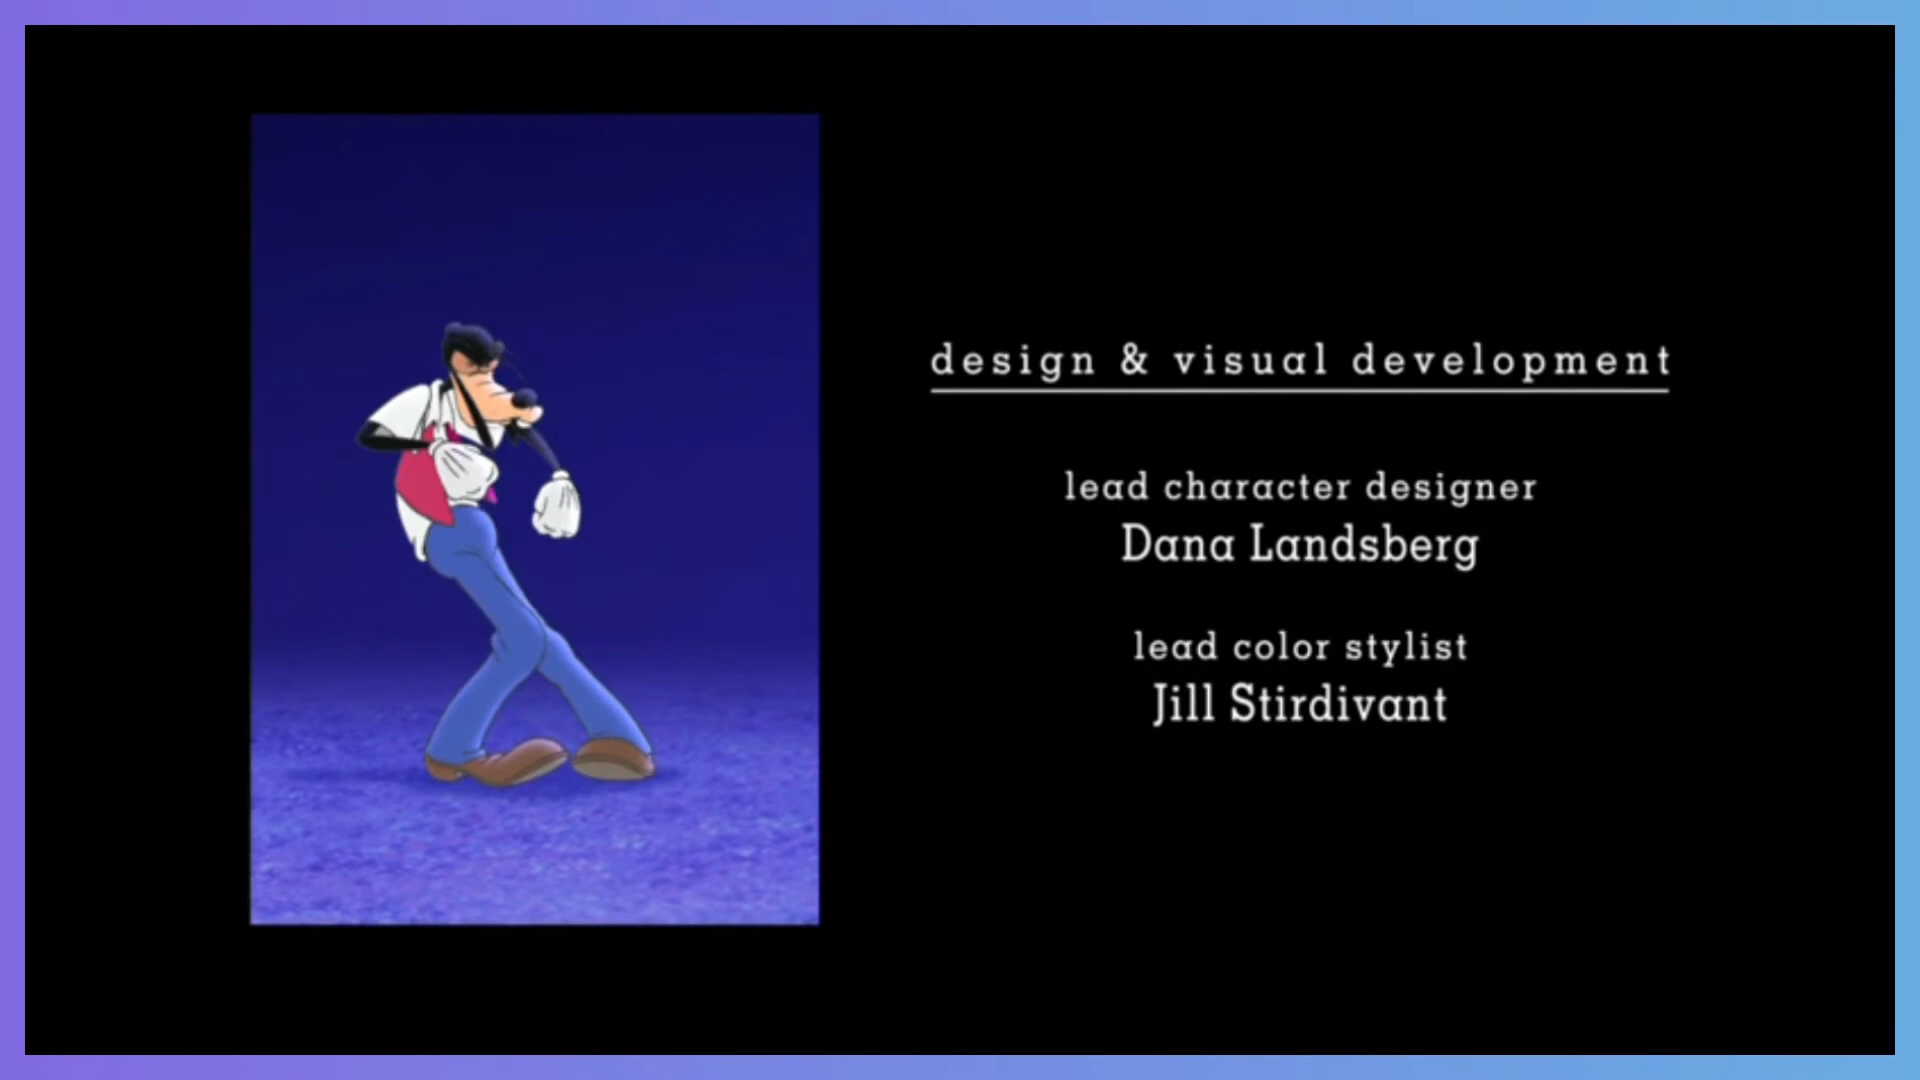 design & visual development
lead character designer
Dana Landsberg
lead color stylist
Jill Stirdivant